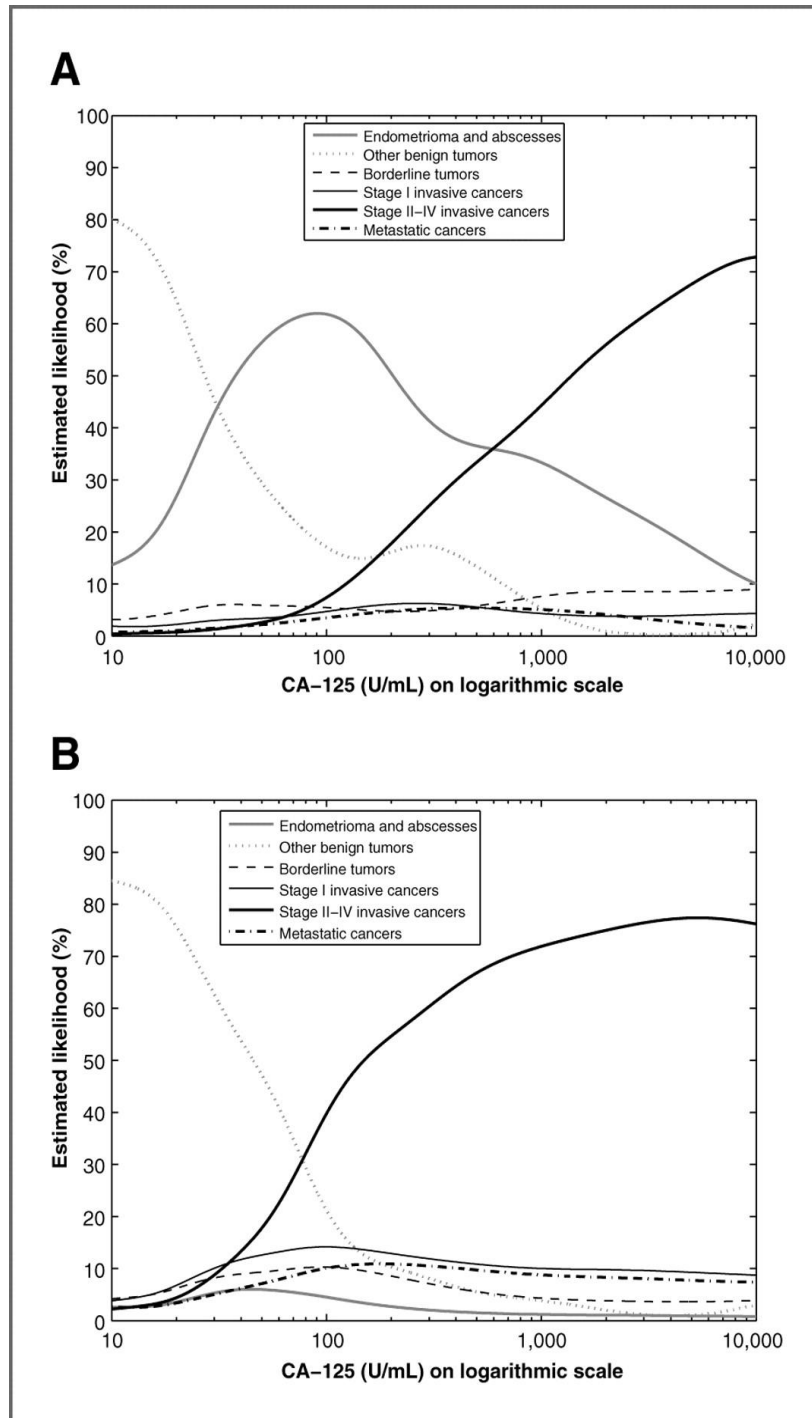 A
100
90
80
70
60
50
40
30
20
10
0
Estimated likelihood (%)
Endometrioma and abscesses
Other benign tumors
Borderline tumors
Stage I invasive cancers
Stage II–IV invasive cancers
Metastatic cancers
10 100 1,000 10,000
CA–125 (U/mL) on logarithmic scale
B
100
90
80
70
60
50
40
30
20
10
0
Estimated likelihood (%)
Endometrioma and abscesses
Other benign tumors
Borderline tumors
Stage I invasive cancers
Stage II–IV invasive cancers
Metastatic cancers
10 100 1,000 10,000
CA–125 (U/mL) on logarithmic scale